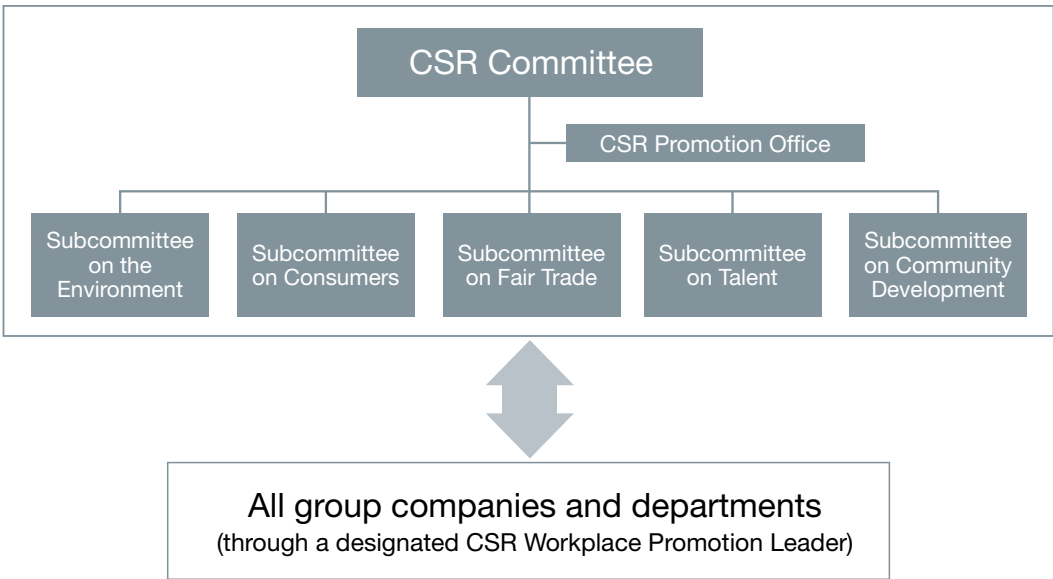 CSR Committee
CSR Promotion Office
Subcommittee
on the
Environment
Subcommittee
on Consumers
Subcommittee
on Fair Trade
Subcommittee
on Talent
Subcommittee
on Community
Development
All group companies and departments
(through a designated CSR Workplace Promotion Leader)